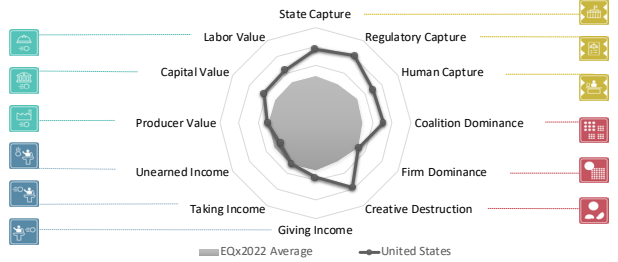 State Capture
Labor Value
Regulatory Capture
Capital Value
Human Capture
Producer Value
Coalition Dominance
Unearned Income
Firm Dominance
Taking Income
Creative Destruction
Giving Income
EQx2022 Average
United States